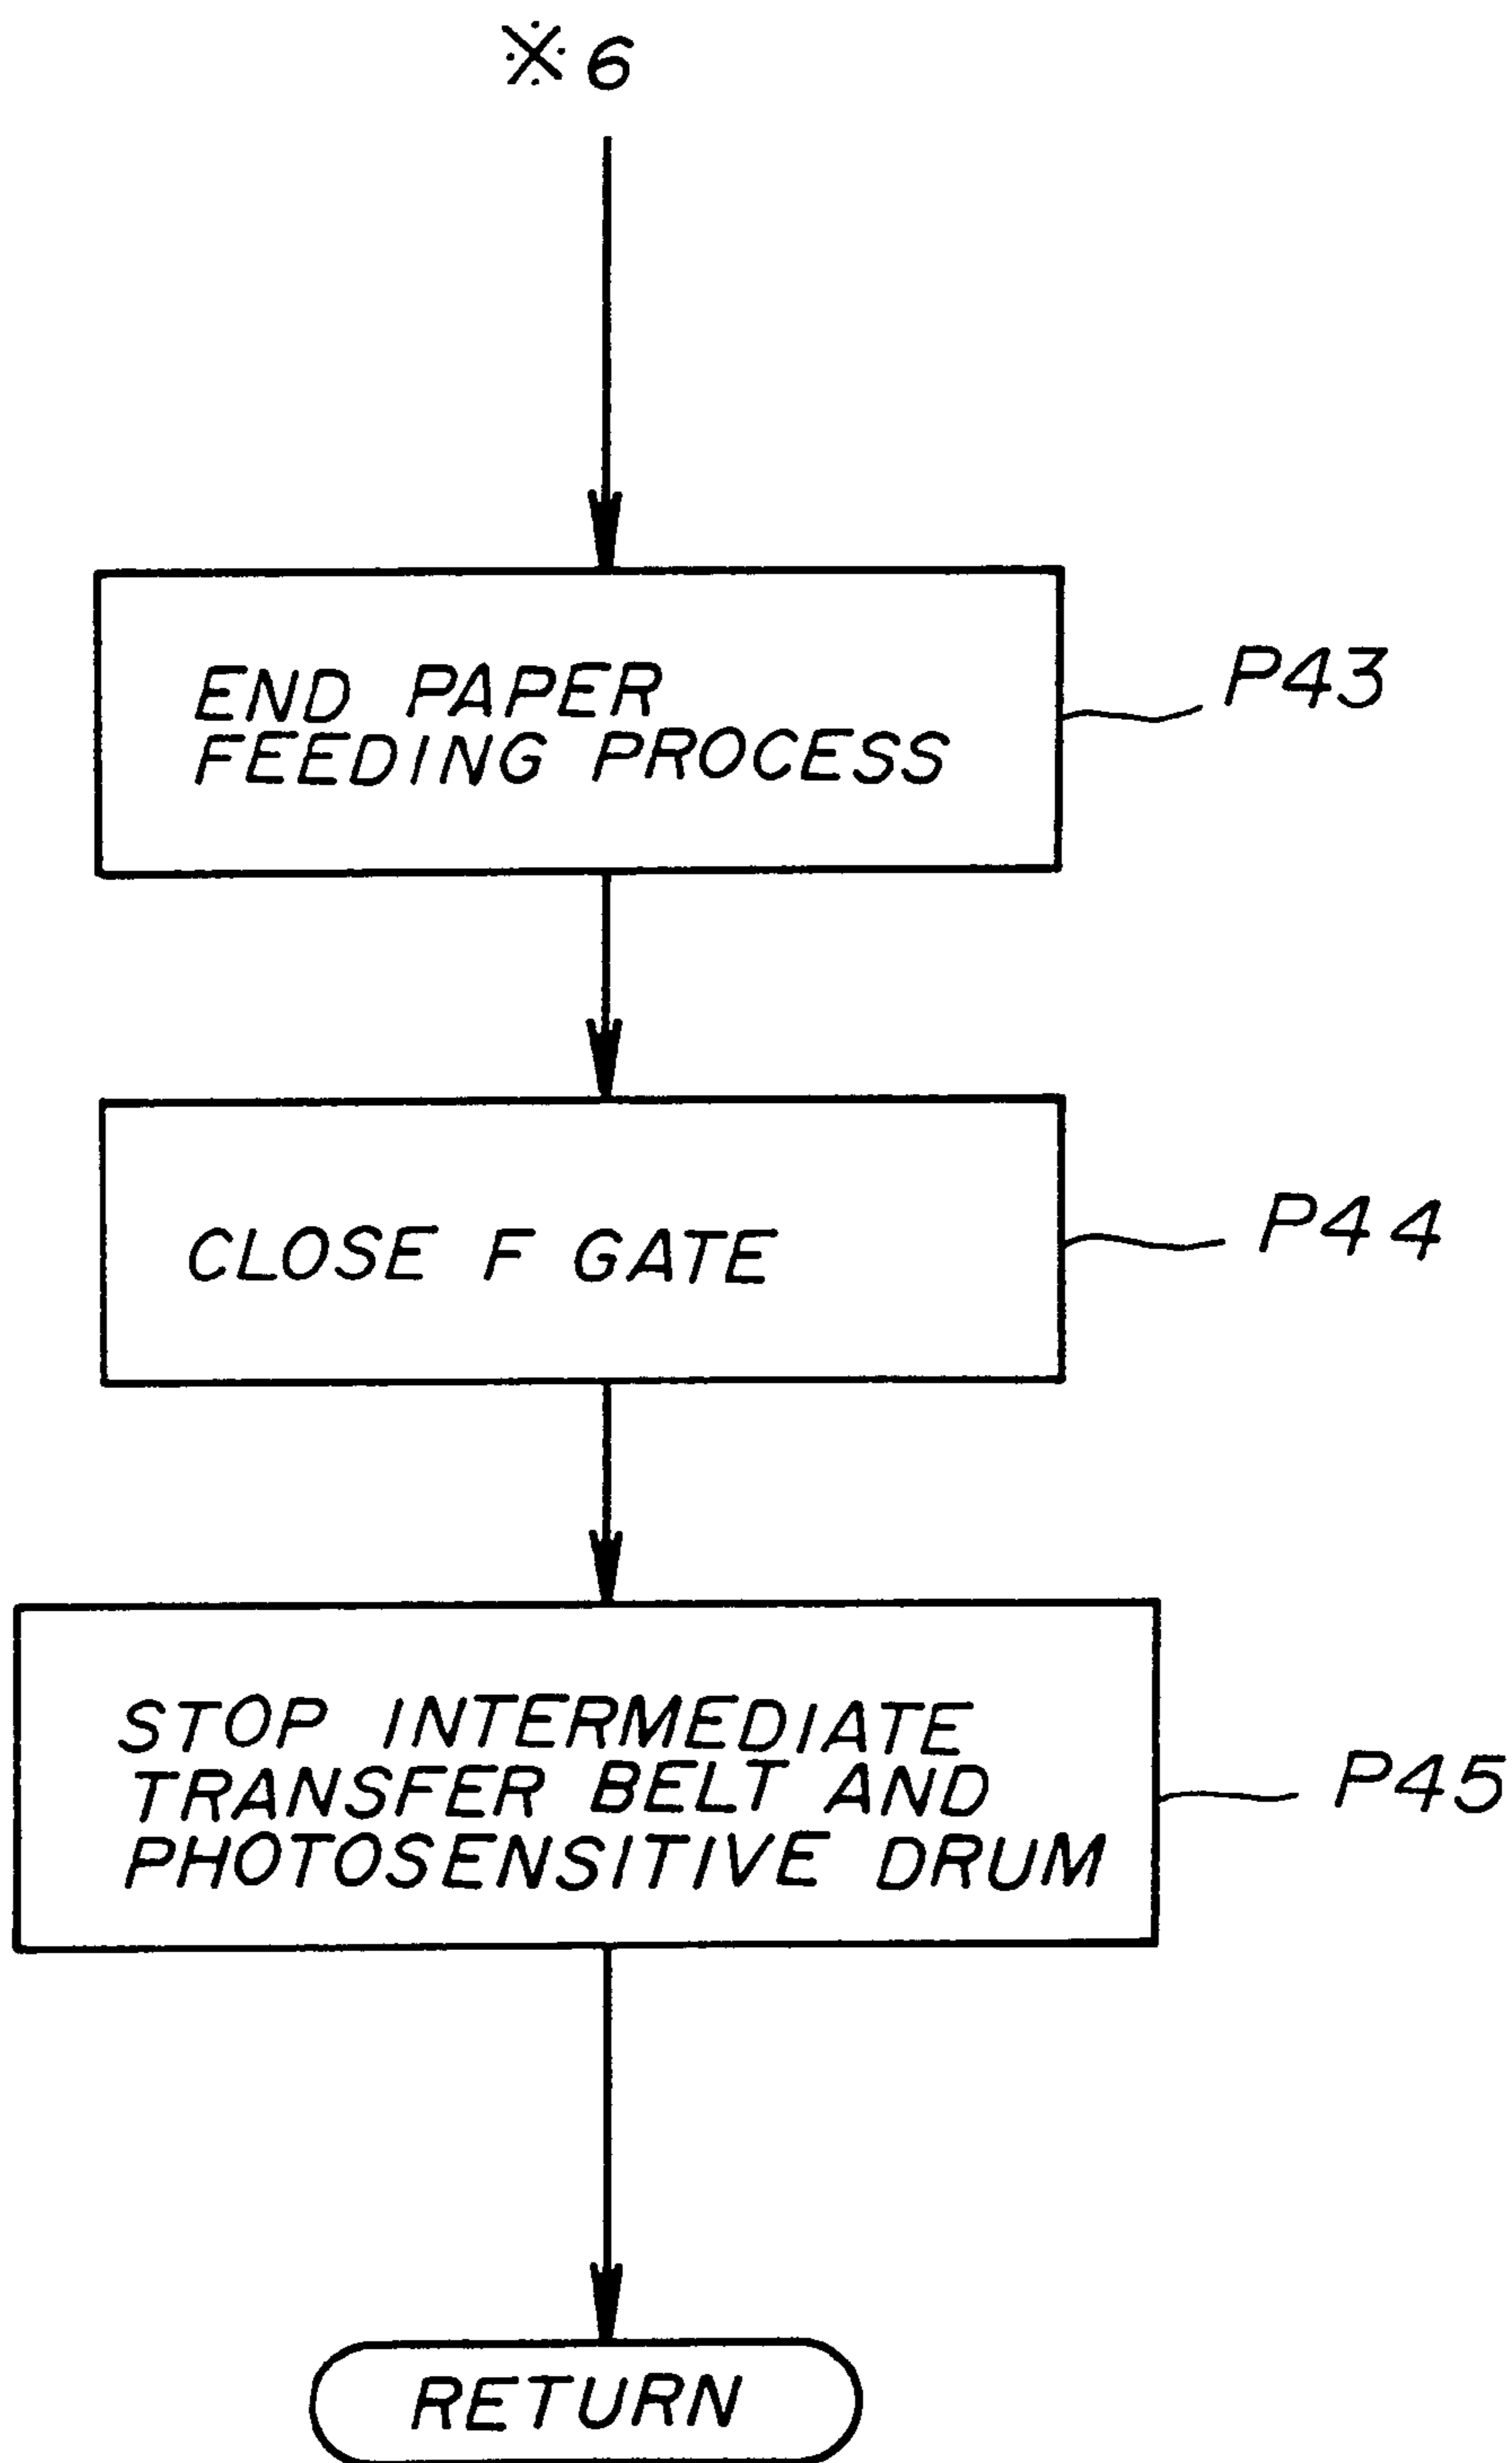 ※6
END PAPER
FEEDING PROCESS
P43
CLOSE F GATE
P44
STOP INTERMEDIATE
TRANSFER BELT AND
PHOTOSENSITIVE DRUM
P45
RETURN